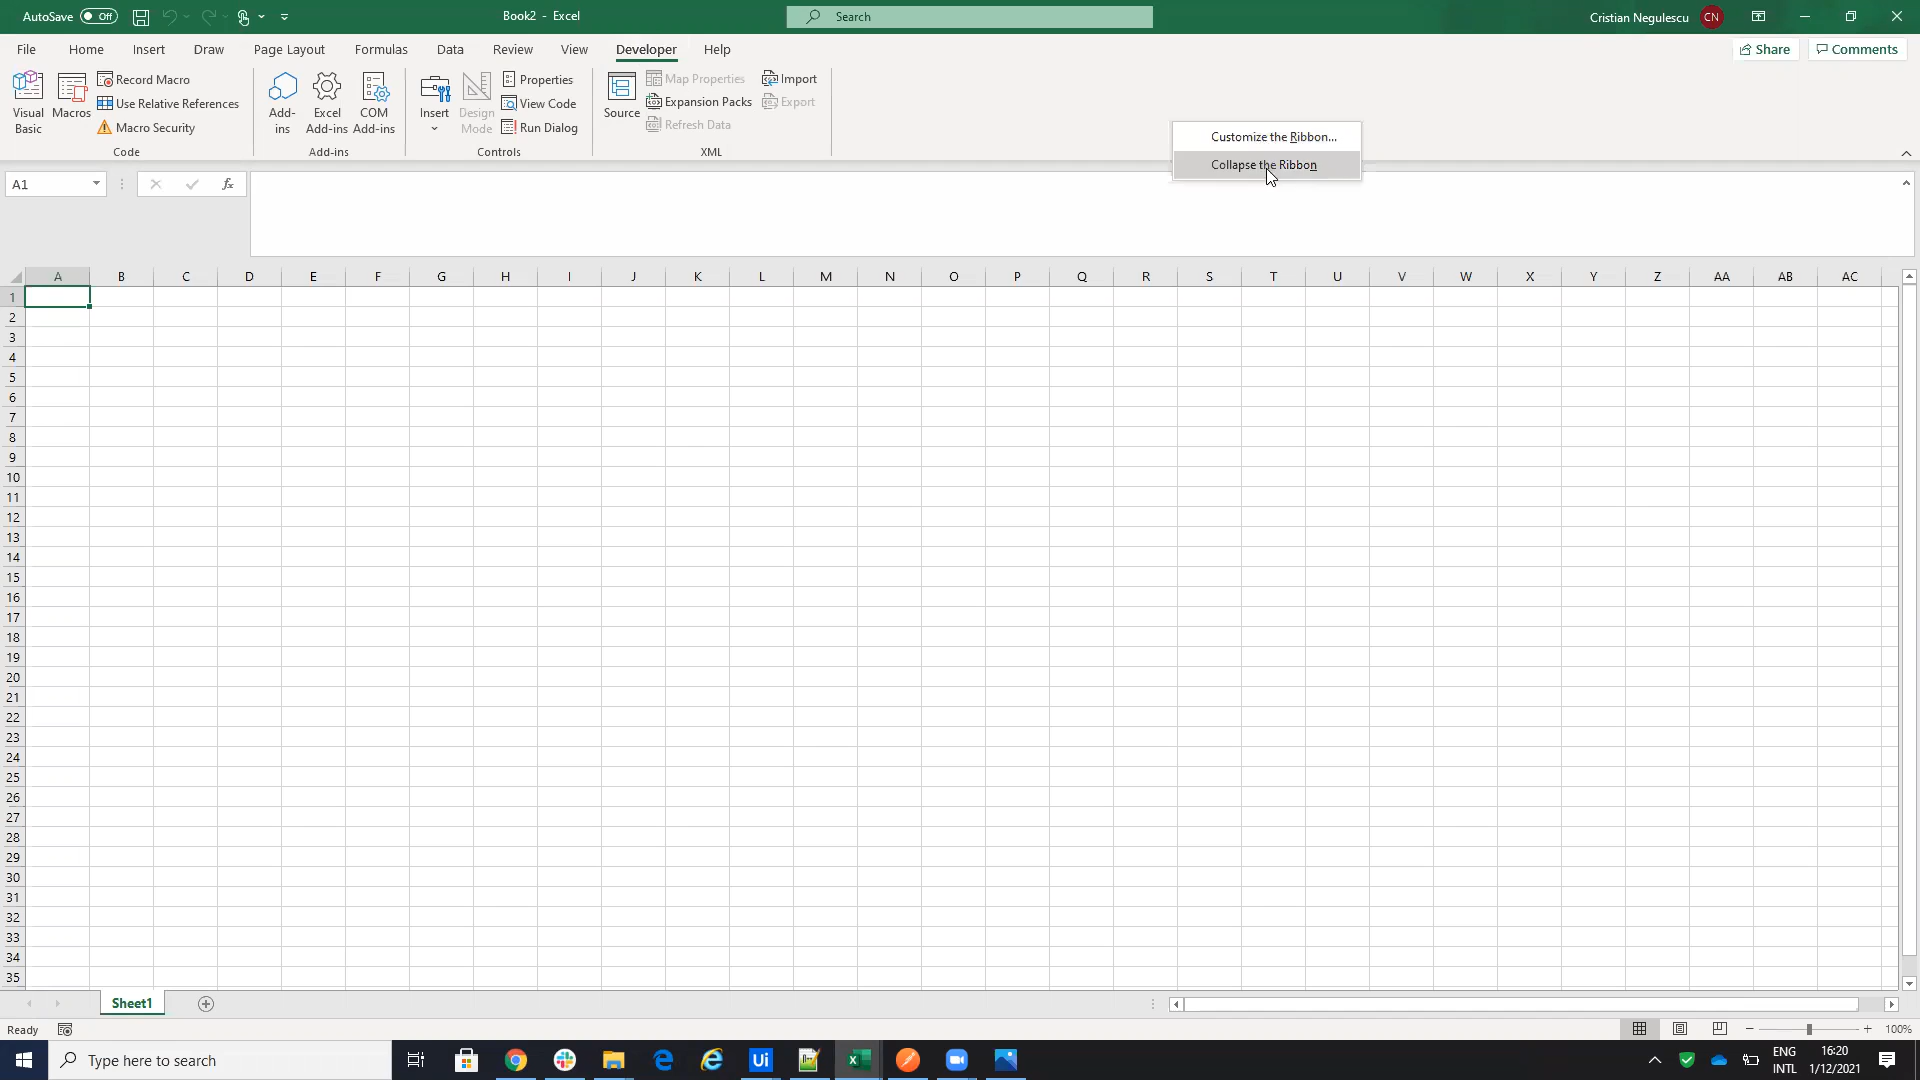 AutoSave Off
Book2 - Excel
Search
Cristian Negulescu CN
File Home Insert Draw Page Layout Formulas Data Review View Developer Help
Share Comments
Visual Basic
Macros
Record Macro
Use Relative References
Macro Security
Code
Add-ins
Excel Add-ins
COM Add-ins
Add-ins
Insert
Design Mode
Properties
View Code
Run Dialog
Controls
Source
Map Properties
Expansion Packs
Refresh Data
Import
Export
XML
Customize the Ribbon...
Collapse the Ribbon
A1
fx
A B C D E F G H I J K L M N O P Q R S T U V W X Y Z AA AB AC
1
2
3
4
5
6
7
8
9
10
11
12
13
14
15
16
17
18
19
20
21
22
23
24
25
26
27
28
29
30
31
32
33
34
35
Sheet1
Ready
100%
Type here to search
Ui
ENG
INTL
16:20
1/12/2021